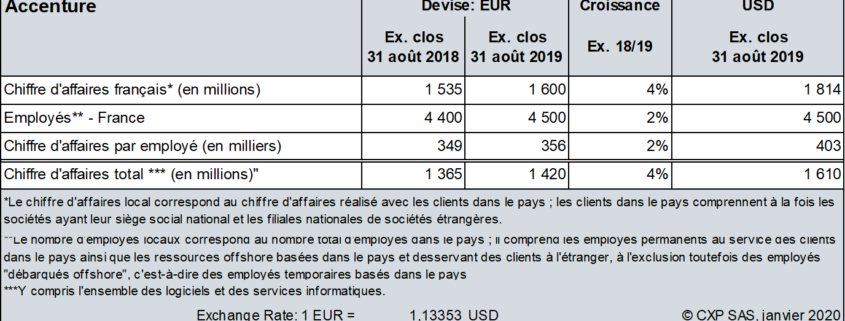 Accenture Devise: EUR Croissance USD
Ex. clos 31 août 2018 Ex. clos 31 août 2019 Ex. 18/19 Ex. clos 31 août 2019
Chiffre d'affaires français* (en millions) 1 535 1 600 4% 1 814
Employés** - France 4 400 4 500 2% 4 500
Chiffre d'affaires par employé (en milliers) 349 356 2% 403
Chiffre d'affaires total *** (en millions)" 1 365 1 420 4% 1 610
*Le chiffre d'affaires local correspond au chiffre d'affaires réalisé avec les clients dans le pays ; les clients dans le pays comprennent à la fois les
sociétés ayant leur siège social national et les filiales nationales de sociétés étrangères.
**Le nombre d'employés locaux correspond au nombre total d'employés dans le pays ; il comprend les employés permanents au service des clients
dans le pays ainsi que les ressources offshore basées dans le pays et desservant des clients à l'étranger, à l'exclusion toutefois des employés
"débarqués offshore", c'est-à-dire des employés temporaires basés dans le pays
***Y compris l'ensemble des logiciels et des services informatiques.
Exchange Rate: 1 EUR = 1,13353 USD © CXP SAS, janvier 2020